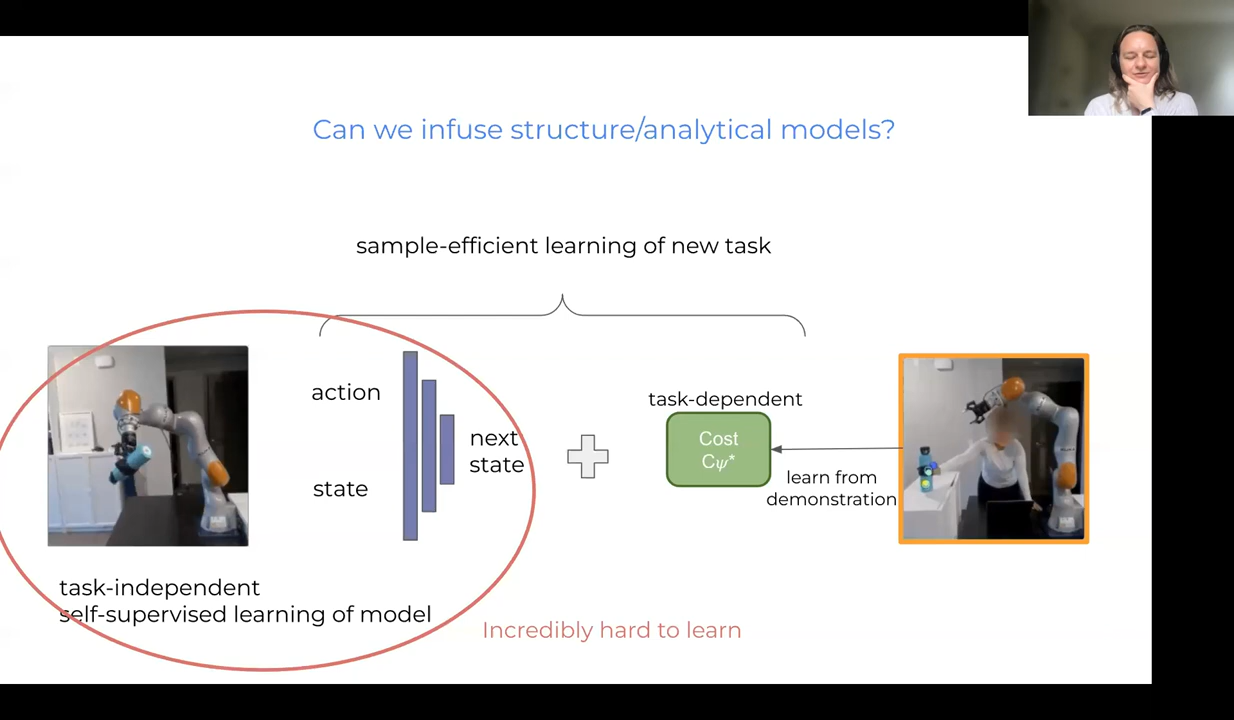 Can we infuse structure/analytical models?
sample-efficient learning of new task
action
state
next
state
task-dependent
Cost
Cψ*
learn from
demonstration
task-independent
self-supervised learning of model
Incredibly hard to learn